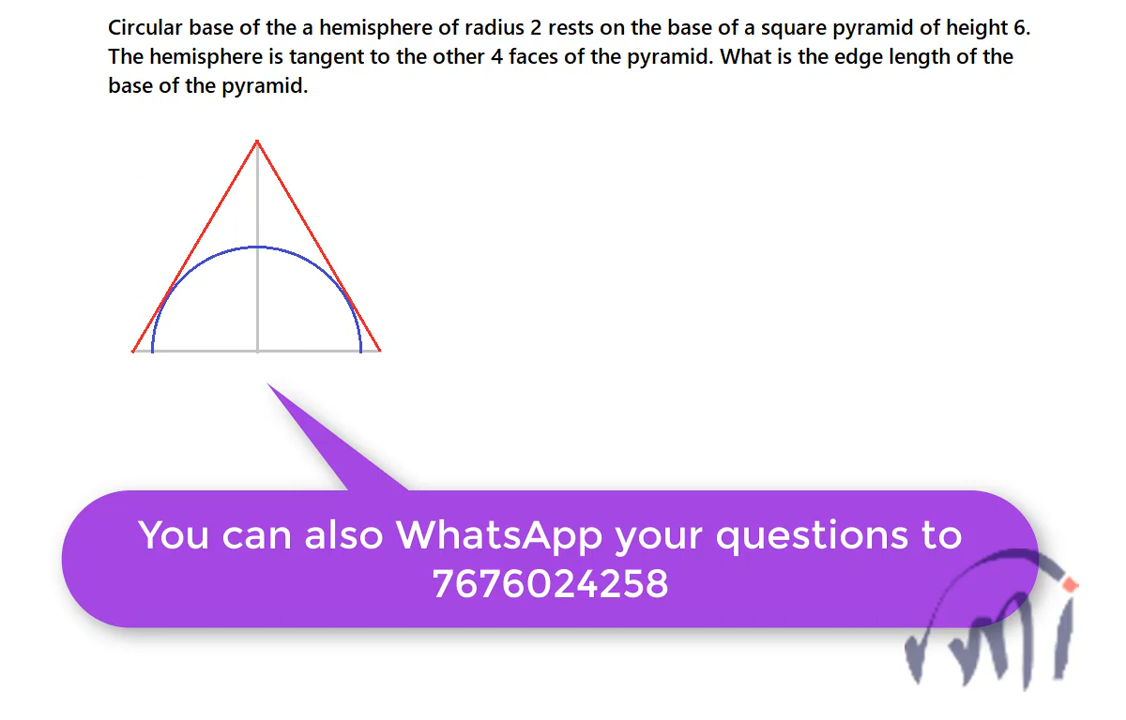 Circular base of the a hemisphere of radius 2 rests on the base of a square pyramid of height 6.
The hemisphere is tangent to the other 4 faces of the pyramid. What is the edge length of the
base of the pyramid.
You can also WhatsApp your questions to
7676024258